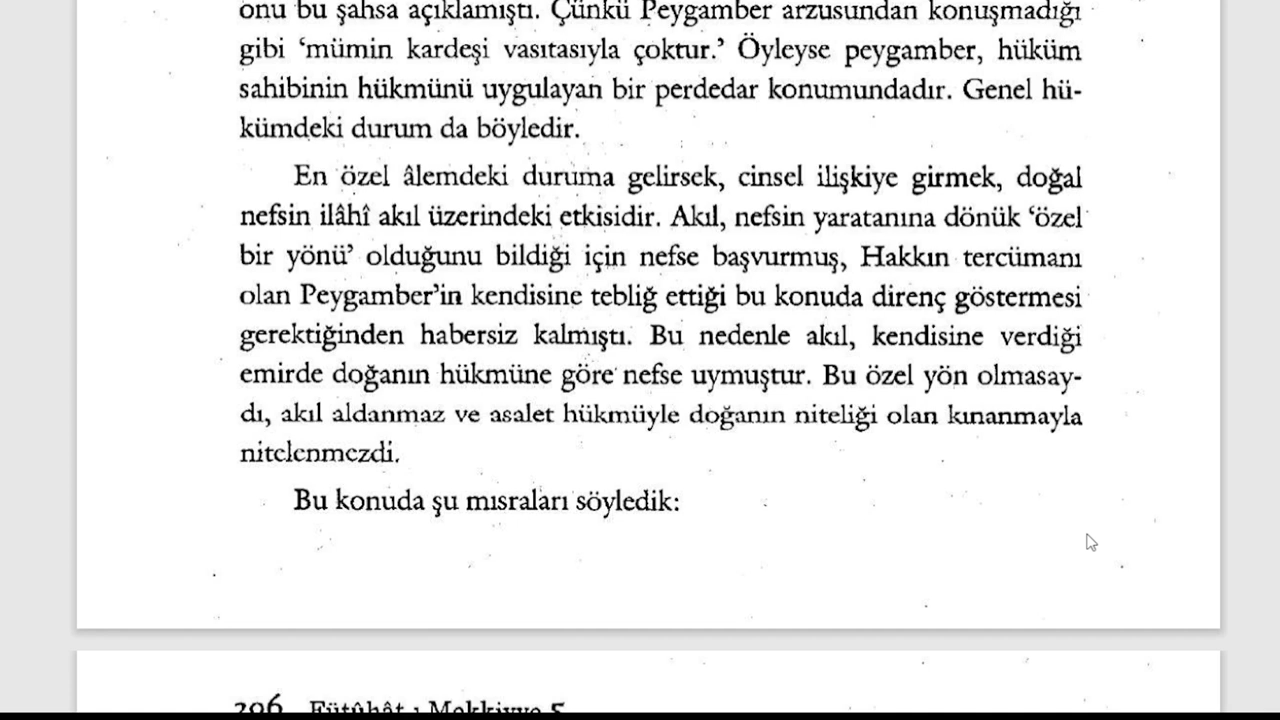 onu bu şahsa açıklamıştı. Çünkü Peygamber arzusundan konuşmadığı
gibi ‘mümin kardeşi vasıtasıyla çoktur.’ Öyleyse peygamber, hüküm
sahibinin hükmünü uygulayan bir perdedar konumundadır. Genel hü-
kümdeki durum da böyledir.
En özel âlemdeki duruma gelirsek, cinsel ilişkiye girmek, doğal
nefsin ilâhî akıl üzerindeki etkisidir. Akıl, nefsin yaratanına dönük ‘özel
bir yönü’ olduğunu bildiği için nefse başvurmuş, Hakkın tercümanı
olan Peygamber’in kendisine tebliğ ettiği bu konuda direnç göstermesi
gerektiğinden habersiz kalmıştı. Bu nedenle akıl, kendisine verdiği
emirde doğanın hükmüne göre nefse uymuştur. Bu özel yön olmasay-
dı, akıl aldanmaz ve asalet hükmüyle doğanın niteliği olan kınanmayla
nitelenmezdi.
Bu konuda şu mısraları söyledik:
206 Fütûhât-ı Mekkiyye 5